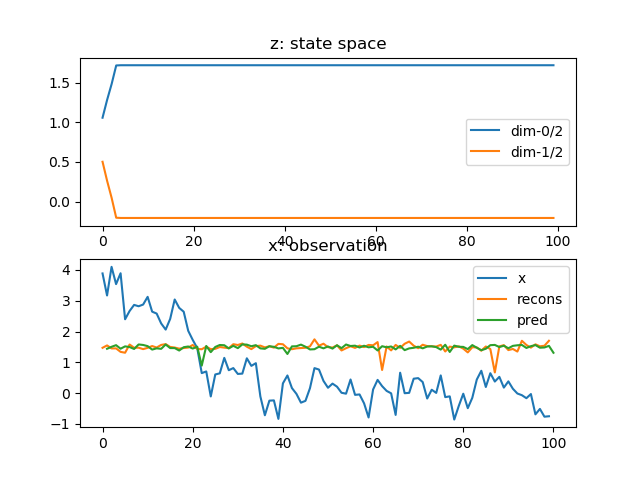 z: state space
1.5
1.0
0.5
0.0
dim-0/2
dim-1/2
0 20 40 60 80 100
x: observation
4
3
2
1
0
−1
x
recons
pred
0 20 40 60 80 100